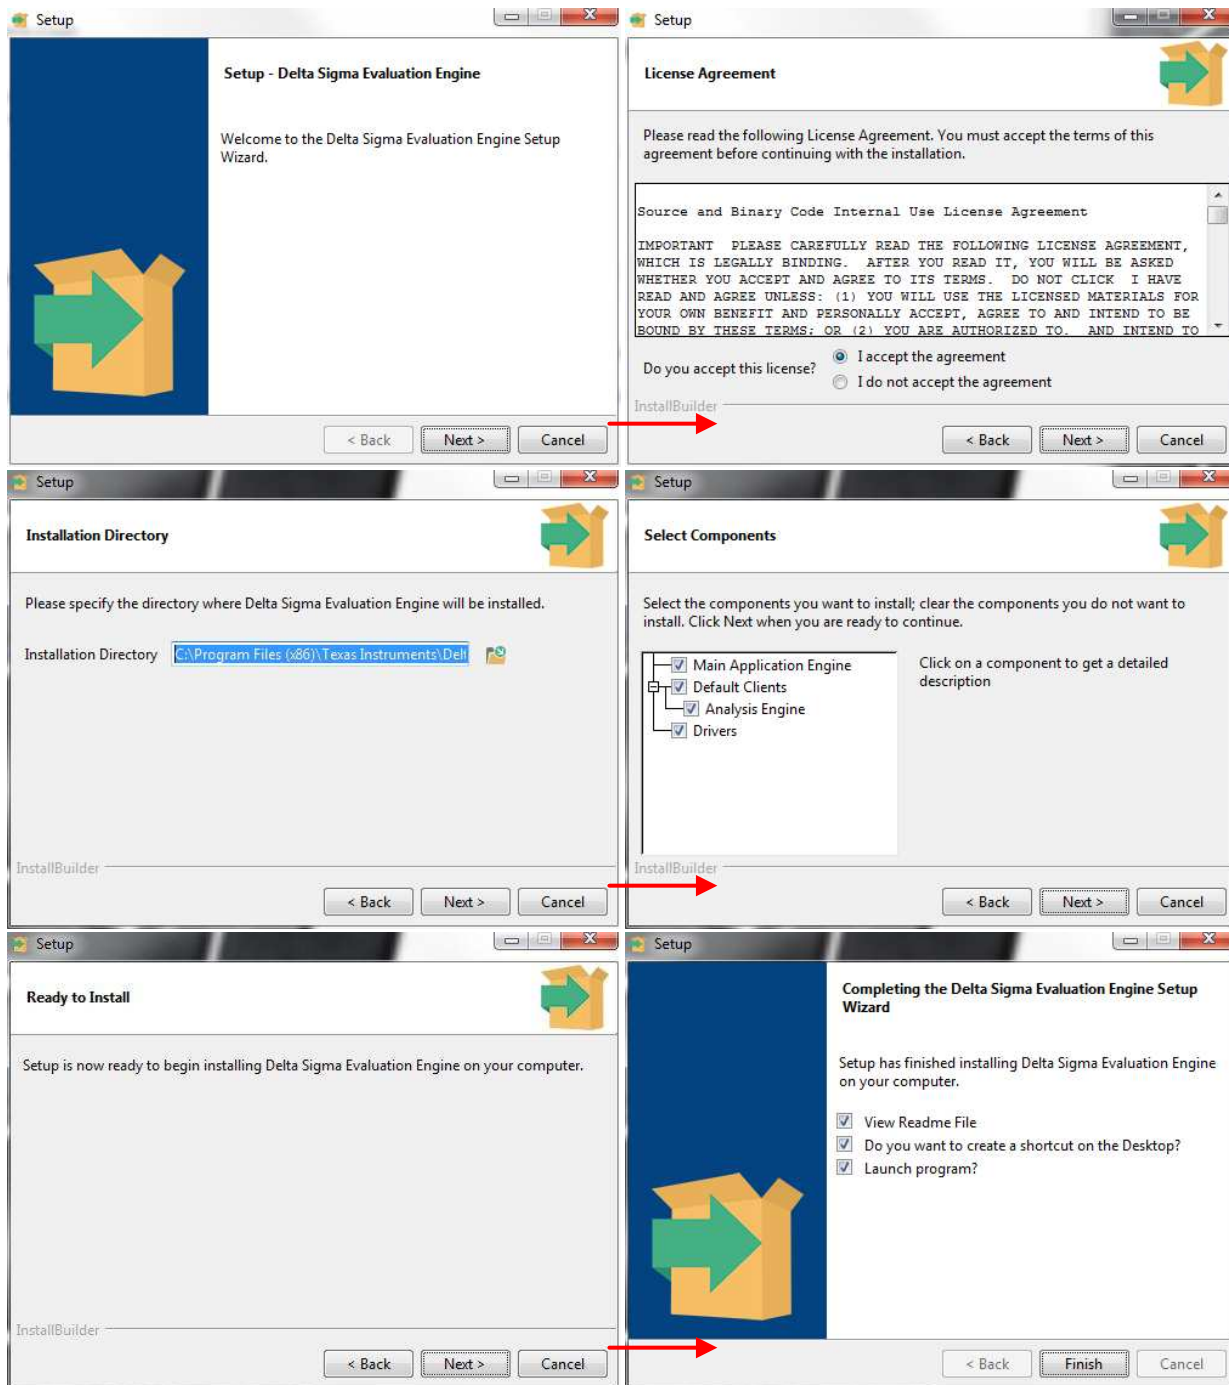 Setup
Setup - Delta Sigma Evaluation Engine
Welcome to the Delta Sigma Evaluation Engine Setup
Wizard.
< Back Next > Cancel
Setup
License Agreement
Please read the following License Agreement. You must accept the terms of this
agreement before continuing with the installation.
Source and Binary Code Internal Use License Agreement
IMPORTANT PLEASE CAREFULLY READ THE FOLLOWING LICENSE AGREEMENT,
WHICH IS LEGALLY BINDING. AFTER YOU READ IT, YOU WILL BE ASKED
WHETHER YOU ACCEPT AND AGREE TO ITS TERMS. DO NOT CLICK I HAVE
READ AND AGREE UNLESS: (1) YOU WILL USE THE LICENSED MATERIALS FOR
YOUR OWN BENEFIT AND PERSONALLY ACCEPT, AGREE TO AND INTEND TO BE
BOUND BY THESE TERMS; OR (2) YOU ARE AUTHORIZED TO, AND INTEND TO
Do you accept this license?
I accept the agreement
I do not accept the agreement
InstallBuilder
< Back Next > Cancel
Setup
Installation Directory
Please specify the directory where Delta Sigma Evaluation Engine will be installed.
Installation Directory C:\Program Files (x86)\Texas Instruments\Delt
InstallBuilder
< Back Next > Cancel
Setup
Select Components
Select the components you want to install; clear the components you do not want to
install. Click Next when you are ready to continue.
Main Application Engine
Default Clients
Analysis Engine
Drivers
Click on a component to get a detailed
description
InstallBuilder
< Back Next > Cancel
Setup
Ready to Install
Setup is now ready to begin installing Delta Sigma Evaluation Engine on your computer.
InstallBuilder
< Back Next > Cancel
Setup
Completing the Delta Sigma Evaluation Engine Setup
Wizard
Setup has finished installing Delta Sigma Evaluation Engine
on your computer.
View Readme File
Do you want to create a shortcut on the Desktop?
Launch program?
< Back Finish Cancel